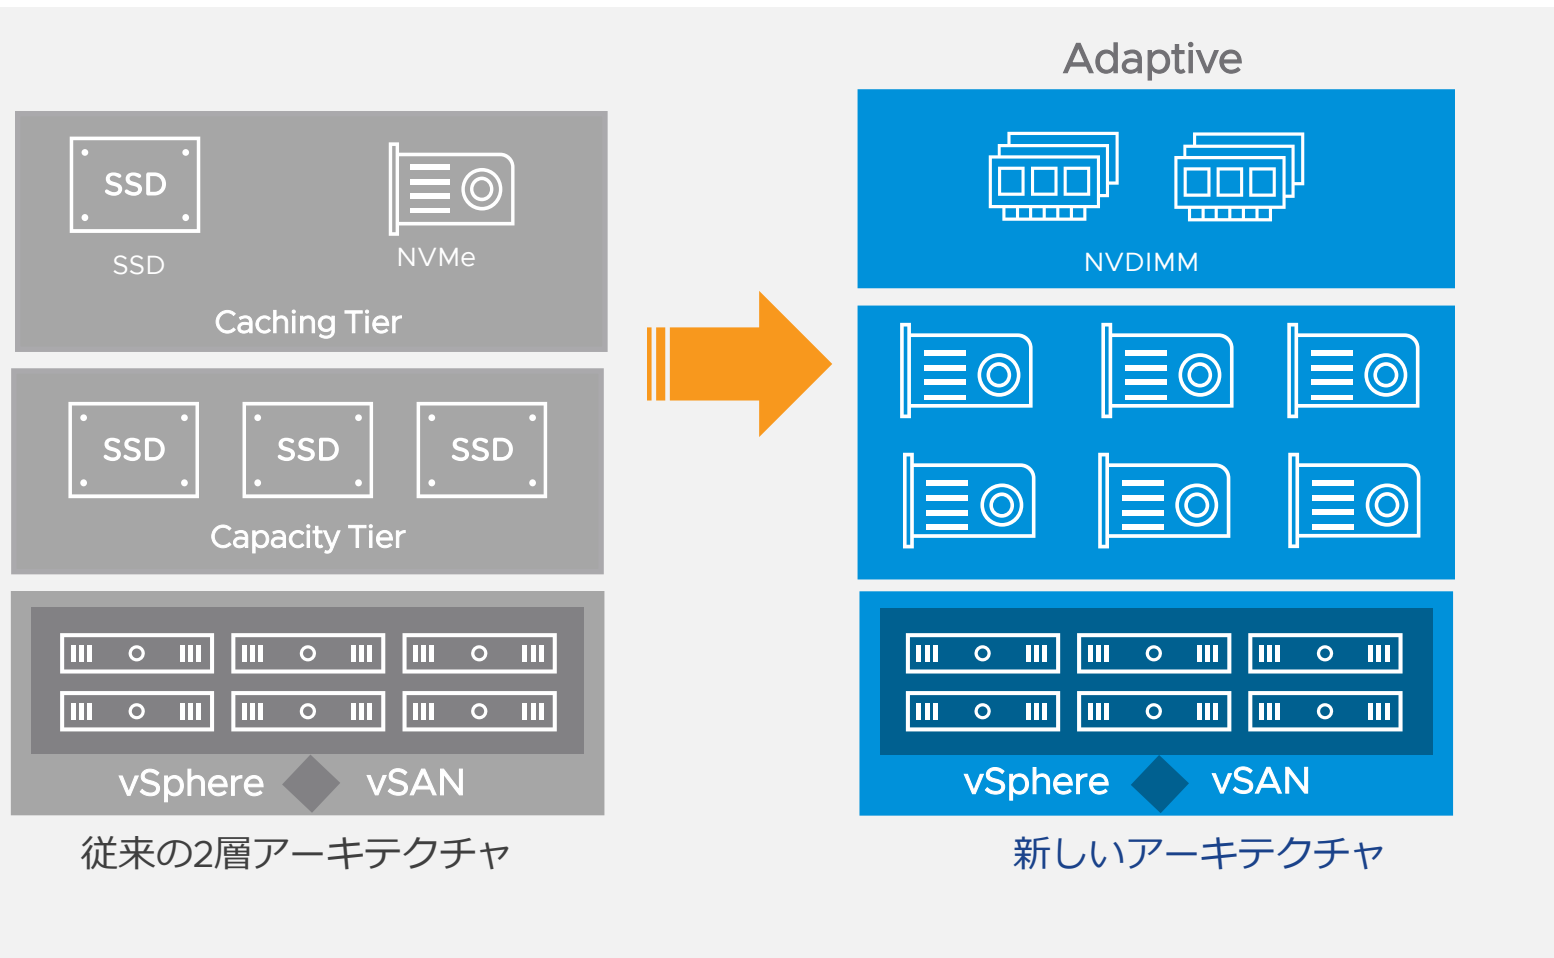 Adaptive
SSD
SSD
NVMe
Caching Tier
NVDIMM
SSD SSD SSD
Capacity Tier
vSphere vSAN
vSphere vSAN
従来の2層アーキテクチャ
新しいアーキテクチャ